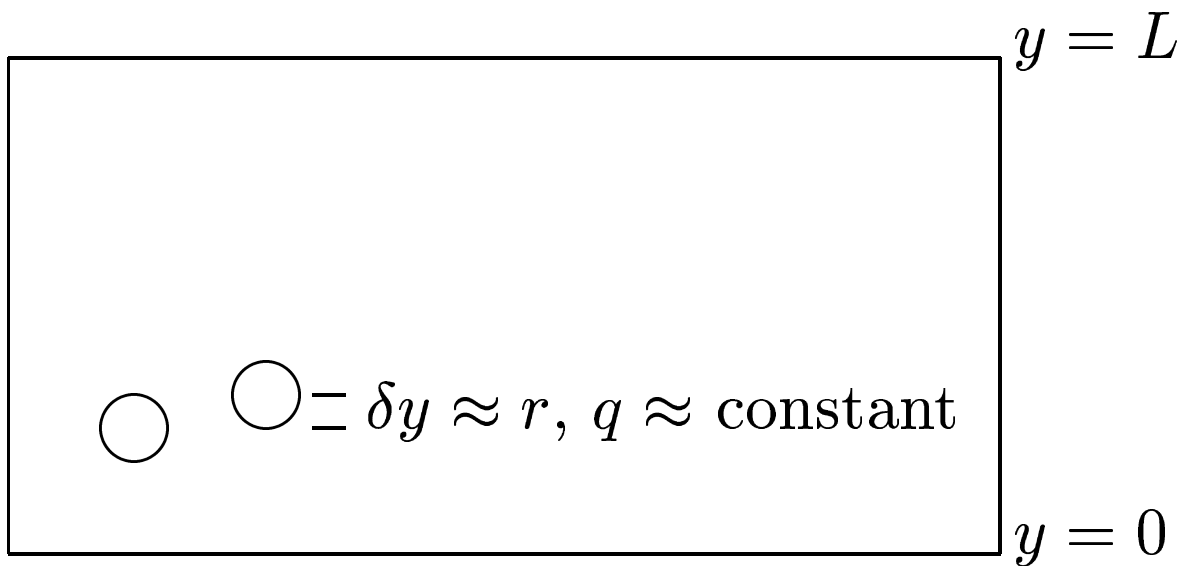 y = L
δy ≈ r, q ≈ constant
y = 0